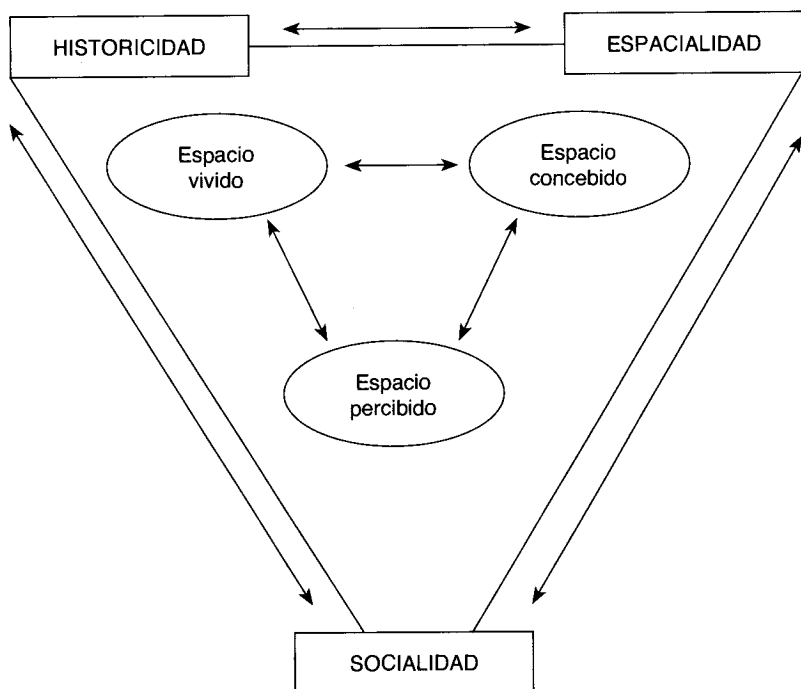 HISTORICIDAD
ESPACIALIDAD
Espacio
vivido
Espacio
concebido
Espacio
percibido
SOCIALIDAD